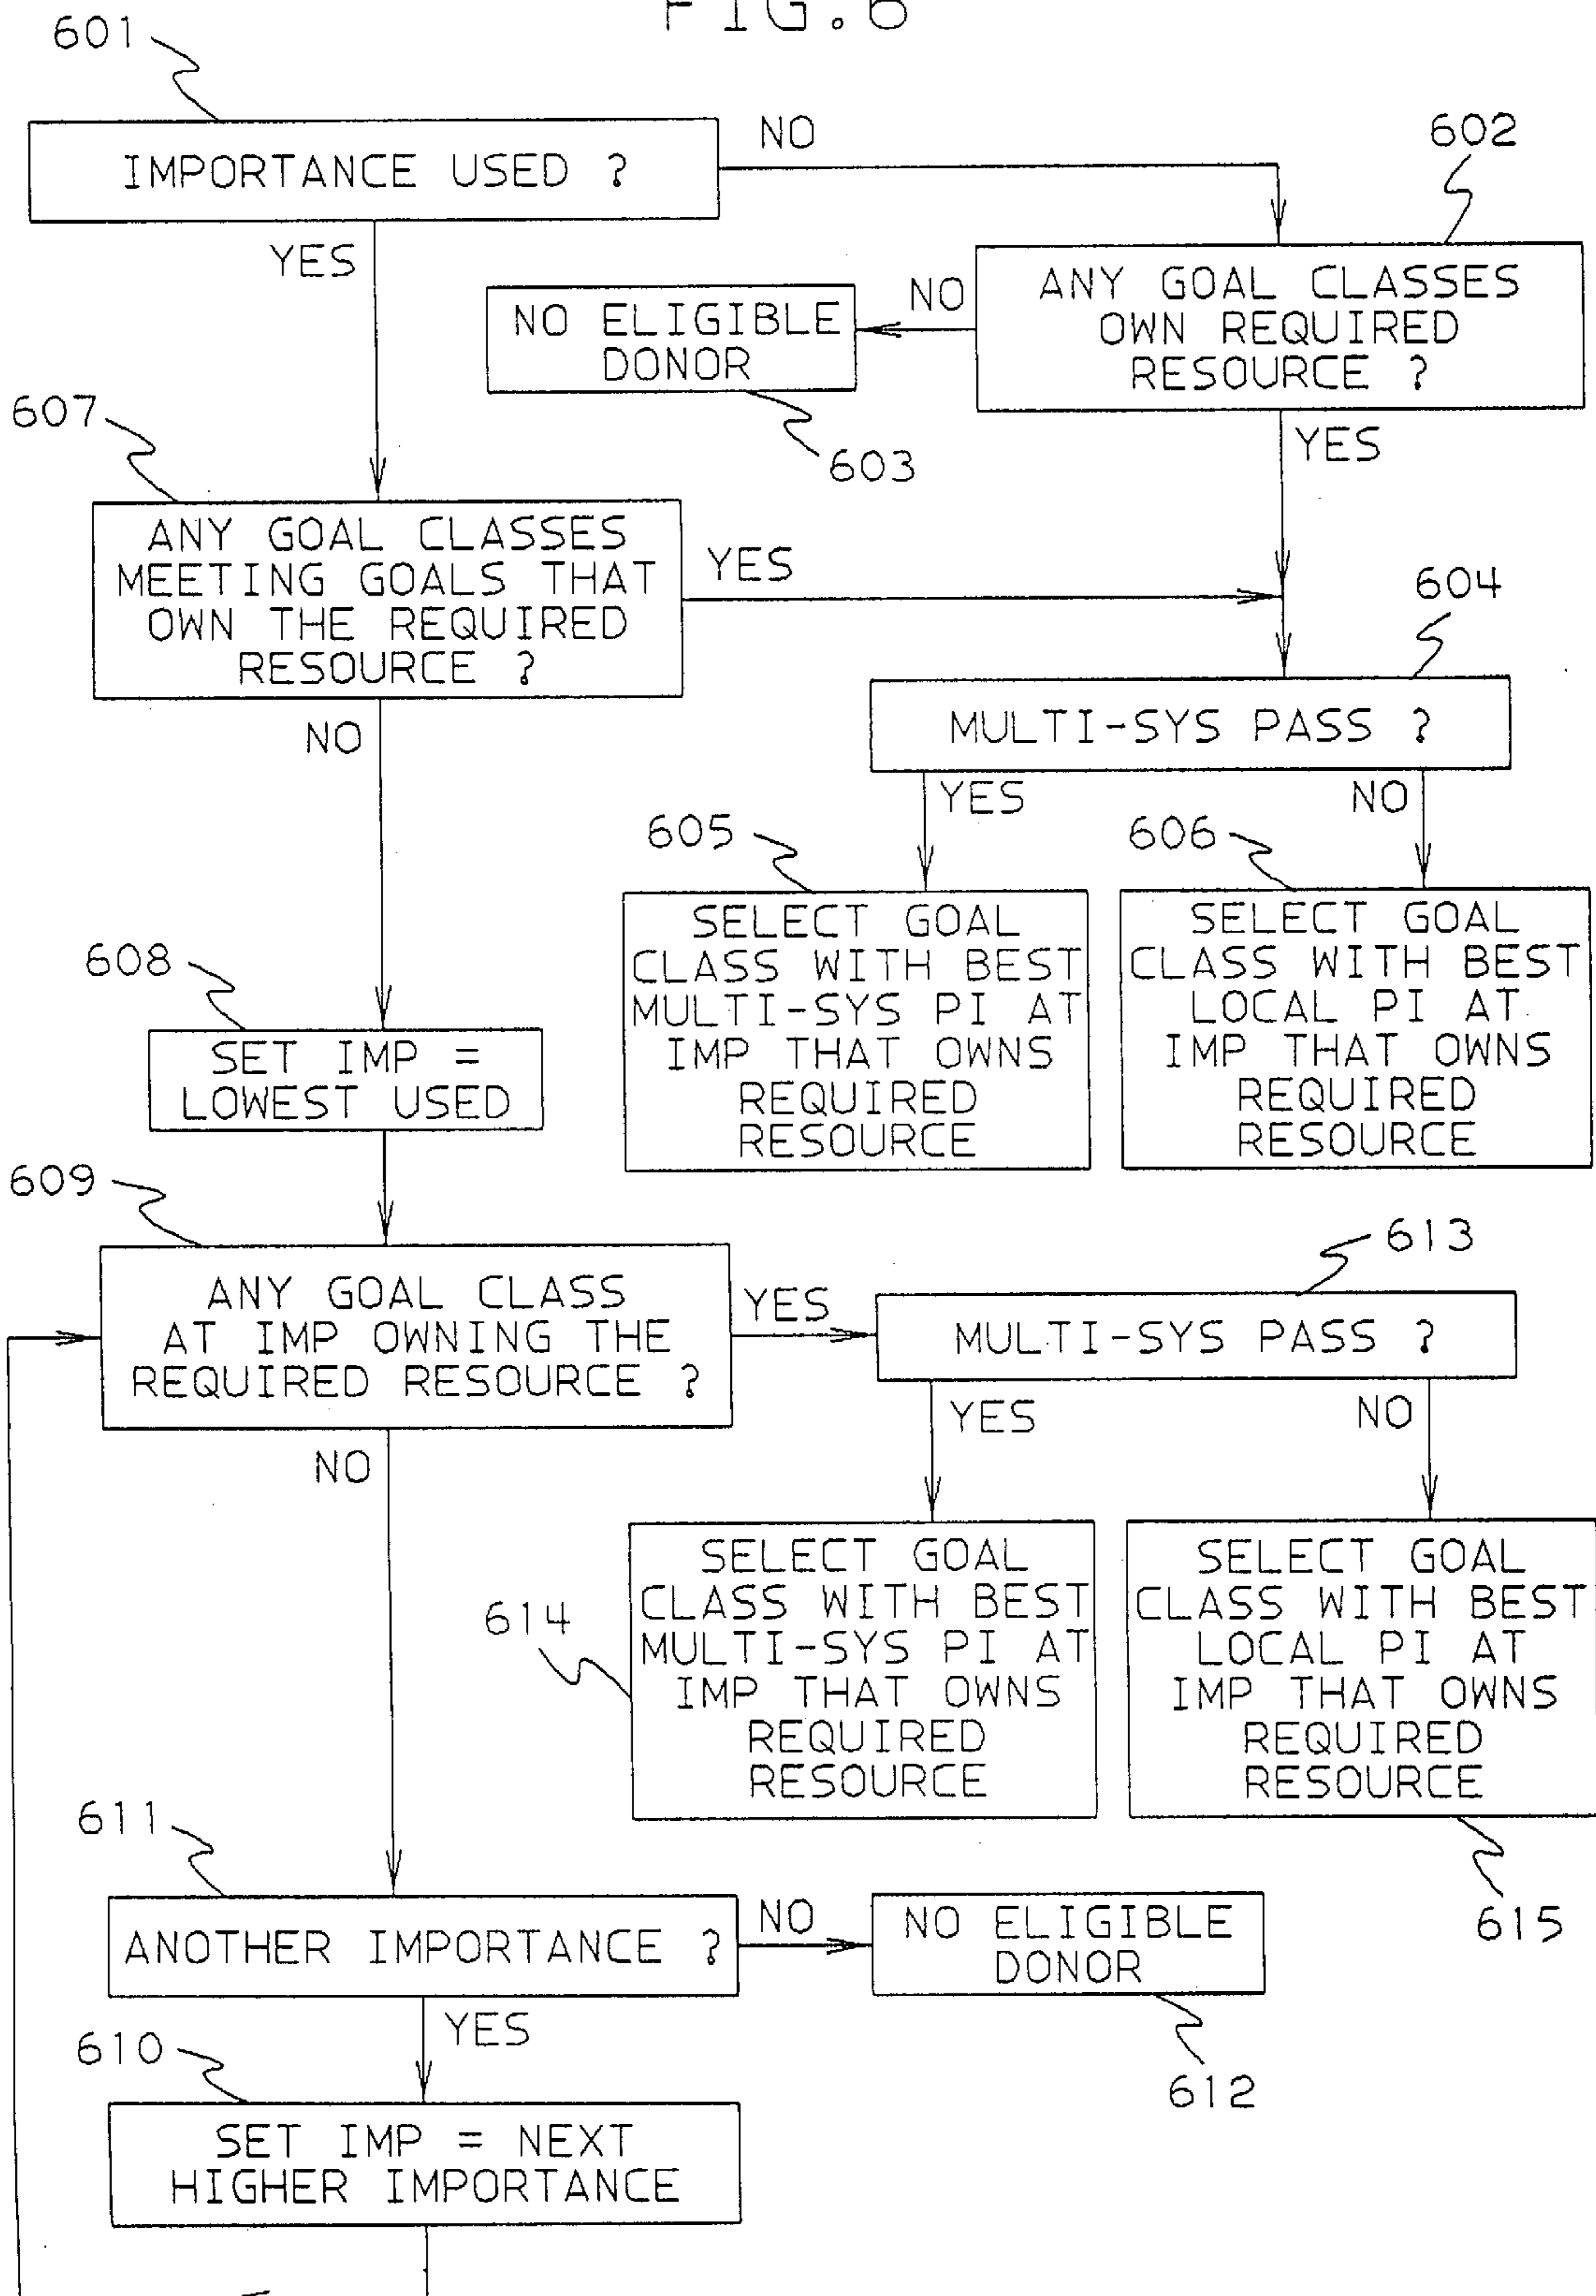 FIG.6
601
IMPORTANCE USED ?
NO
602
YES
ANY GOAL CLASSES
OWN REQUIRED
RESOURCE ?
NO
NO ELIGIBLE
DONOR
603
YES
607
ANY GOAL CLASSES
MEETING GOALS THAT
OWN THE REQUIRED
RESOURCE ?
YES
604
NO
MULTI-SYS PASS ?
YES
NO
605
606
SELECT GOAL
CLASS WITH BEST
MULTI-SYS PI AT
IMP THAT OWNS
REQUIRED
RESOURCE
SELECT GOAL
CLASS WITH BEST
LOCAL PI AT
IMP THAT OWNS
REQUIRED
RESOURCE
608
SET IMP =
LOWEST USED
609
ANY GOAL CLASS
AT IMP OWNING THE
REQUIRED RESOURCE ?
YES
613
MULTI-SYS PASS ?
NO
YES
NO
614
SELECT GOAL
CLASS WITH BEST
MULTI-SYS PI AT
IMP THAT OWNS
REQUIRED
RESOURCE
SELECT GOAL
CLASS WITH BEST
LOCAL PI AT
IMP THAT OWNS
REQUIRED
RESOURCE
615
611
ANOTHER IMPORTANCE ?
NO
NO ELIGIBLE
DONOR
612
YES
610
SET IMP = NEXT
HIGHER IMPORTANCE